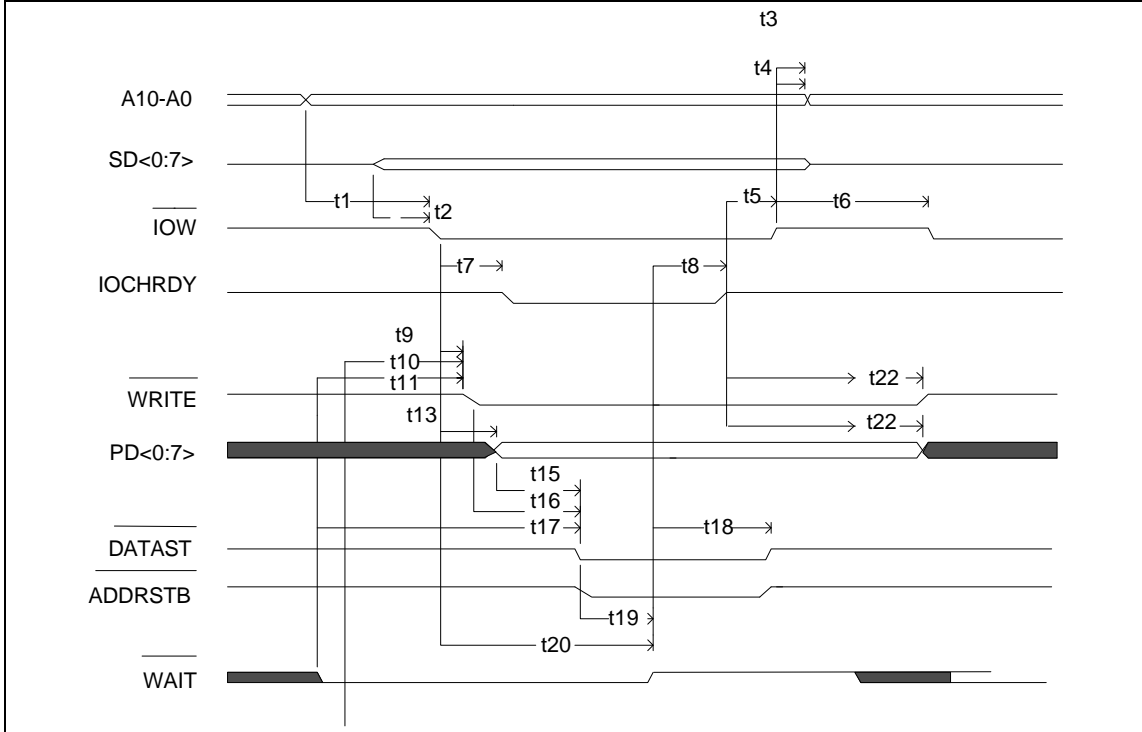 t3
t4
A10-A0
SD<0:7>
t1
t2
t5
t6
IOW
t7
t8
IOCHRDY
t9
t10
t11
t22
WRITE
t13
t22
PD<0:7>
t15
t16
t17
t18
DATAST
ADDRSTB
t19
t20
WAIT